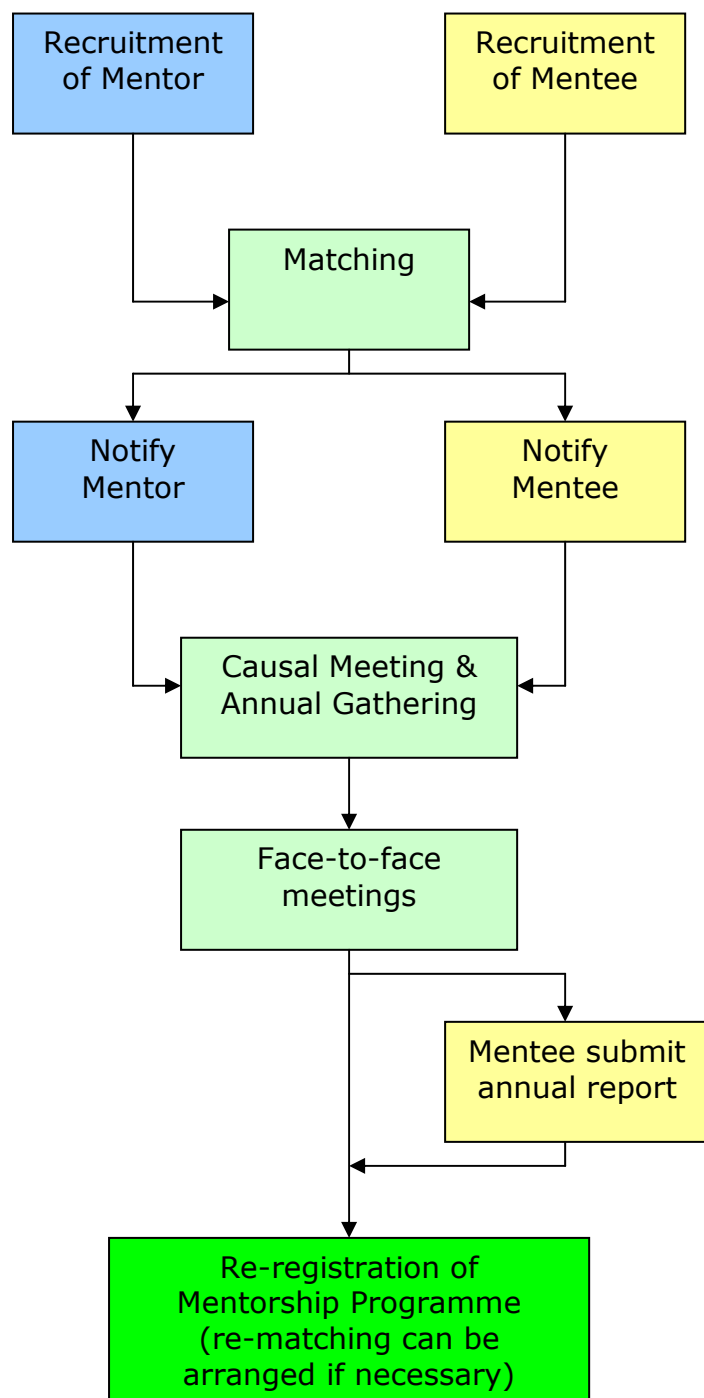 Recruitment
of Mentor
Recruitment
of Mentee
Matching
Notify
Mentor
Notify
Mentee
Causal Meeting &
Annual Gathering
Face-to-face
meetings
Mentee submit
annual report
Re-registration of
Mentorship Programme
(re-matching can be
arranged if necessary)